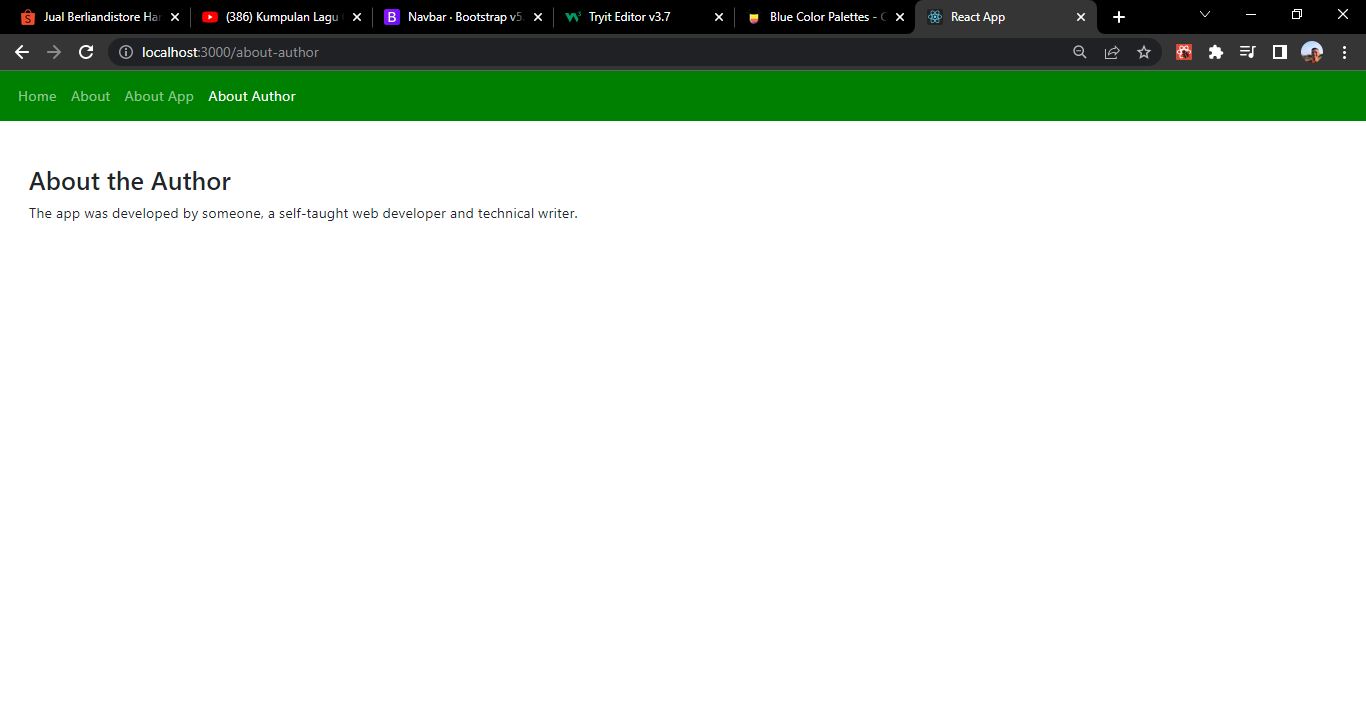 Jual Berliandistore Har
(386) Kumpulan Lagu
Navbar · Bootstrap v5.
Tryit Editor v3.7
Blue Color Palettes - C
React App
localhost:3000/about-author
Home About About App About Author
About the Author
The app was developed by someone, a self-taught web developer and technical writer.